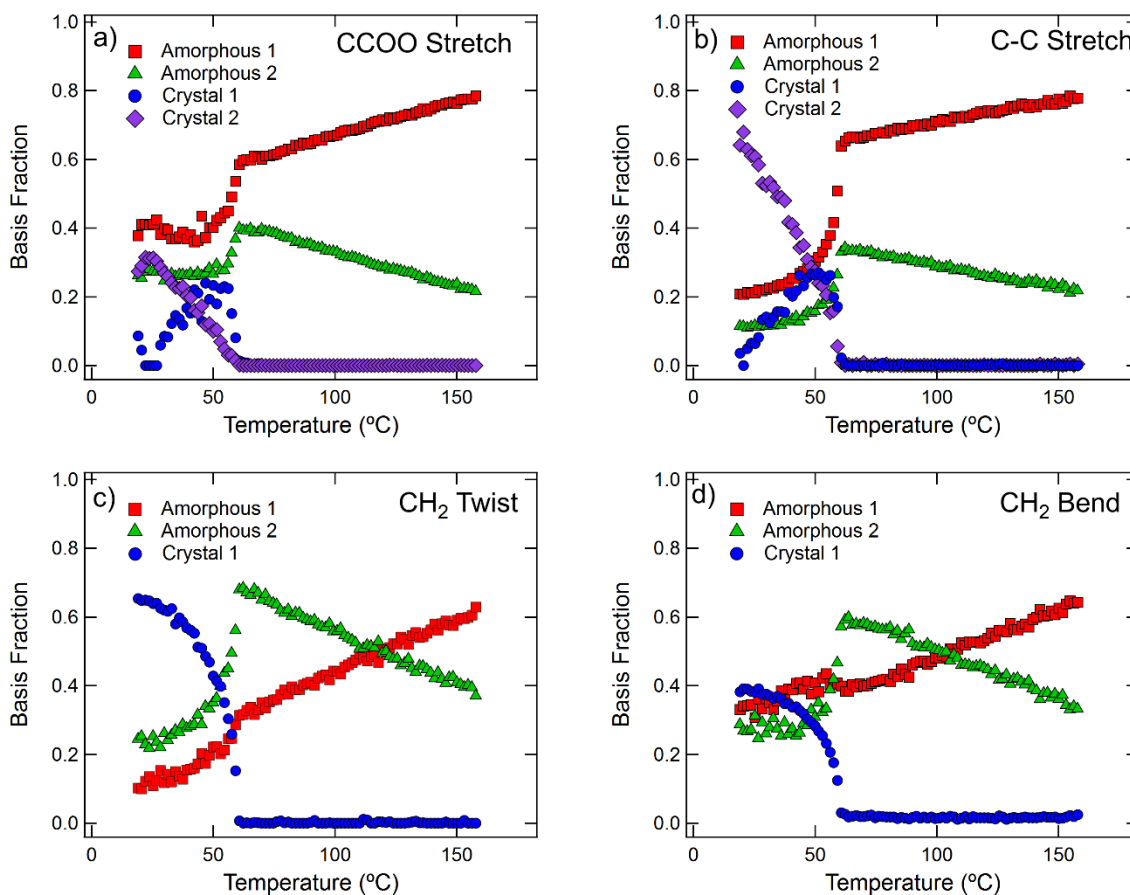 a)
CCOO Stretch
Amorphous 1
Amorphous 2
Crystal 1
Crystal 2
1.0
0.8
0.6
0.4
0.2
0.0
Basis Fraction
0
50
100
150
Temperature (ºC)
b)
C-C Stretch
Amorphous 1
Amorphous 2
Crystal 1
Crystal 2
1.0
0.8
0.6
0.4
0.2
0.0
Basis Fraction
0
50
100
150
Temperature (ºC)
c)
CH₂ Twist
Amorphous 1
Amorphous 2
Crystal 1
1.0
0.8
0.6
0.4
0.2
0.0
Basis Fraction
0
50
100
150
Temperature (ºC)
d)
CH₂ Bend
Amorphous 1
Amorphous 2
Crystal 1
1.0
0.8
0.6
0.4
0.2
0.0
Basis Fraction
0
50
100
150
Temperature (ºC)